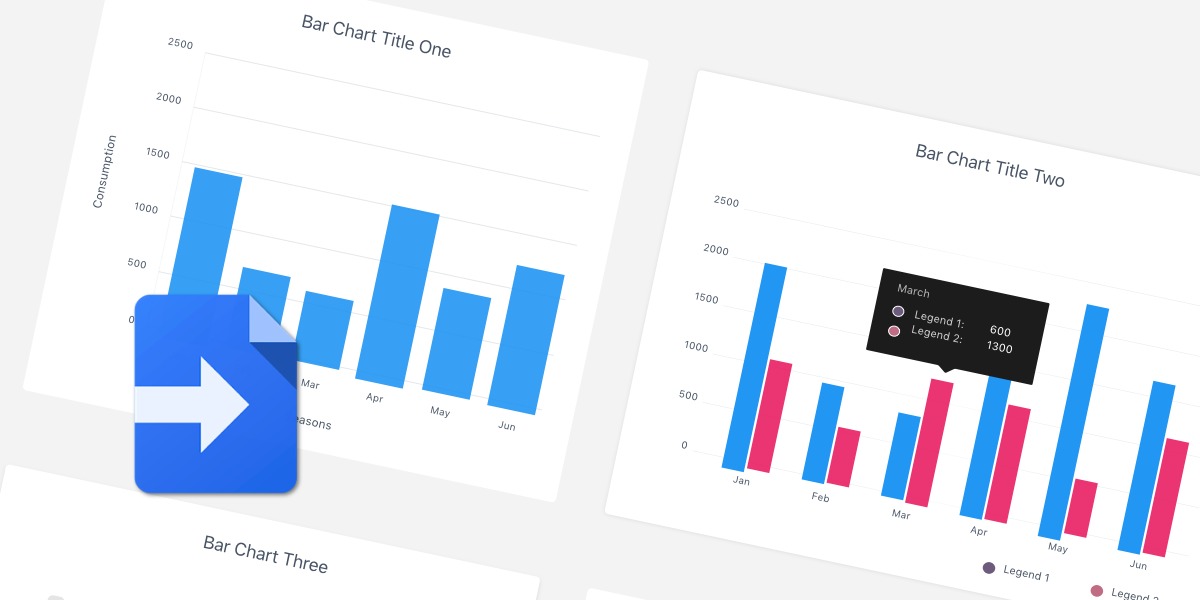 Bar Chart Title One
2500
2000
1500
1000
500
0
Consumption
Mar
Apr
May
Jun
easons
Bar Chart Title Two
2500
2000
1500
1000
500
0
March
Legend 1: 600
Legend 2: 1300
Jan
Feb
Mar
Apr
May
Jun
Legend 1
Legend
Bar Chart Three